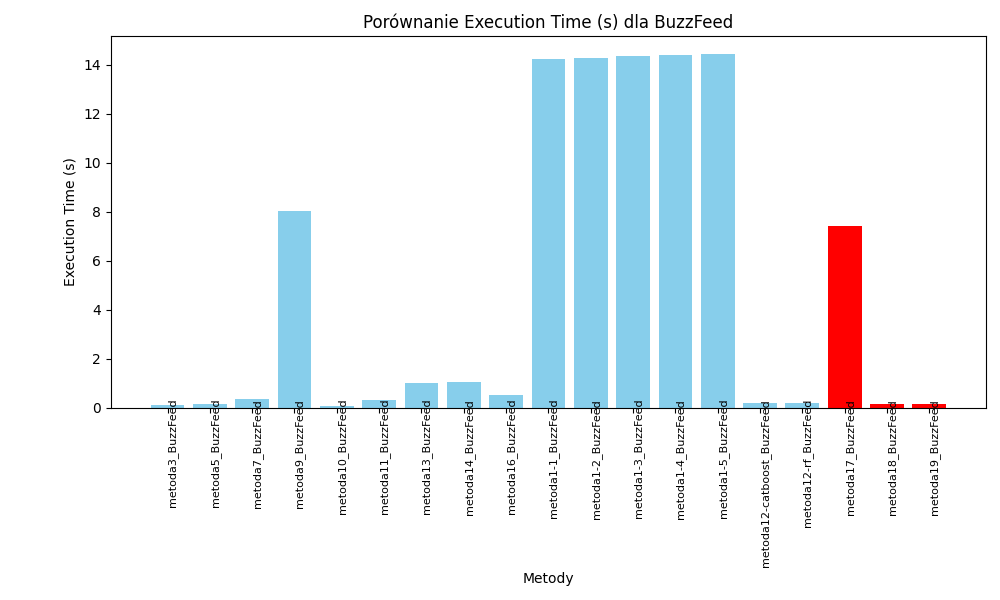 Porównanie Execution Time (s) dla BuzzFeed
Execution Time (s)
14
12
10
8
6
4
2
0
metoda3_BuzzFeed
metoda5_BuzzFeed
metoda7_BuzzFeed
metoda9_BuzzFeed
metoda10_BuzzFeed
metoda11_BuzzFeed
metoda13_BuzzFeed
metoda14_BuzzFeed
metoda16_BuzzFeed
metoda1-1_BuzzFeed
metoda1-2_BuzzFeed
metoda1-3_BuzzFeed
metoda1-4_BuzzFeed
metoda1-5_BuzzFeed
metoda12-catboost_BuzzFeed
metoda12-rf_BuzzFeed
metoda17_BuzzFeed
metoda18_BuzzFeed
metoda19_BuzzFeed
Metody